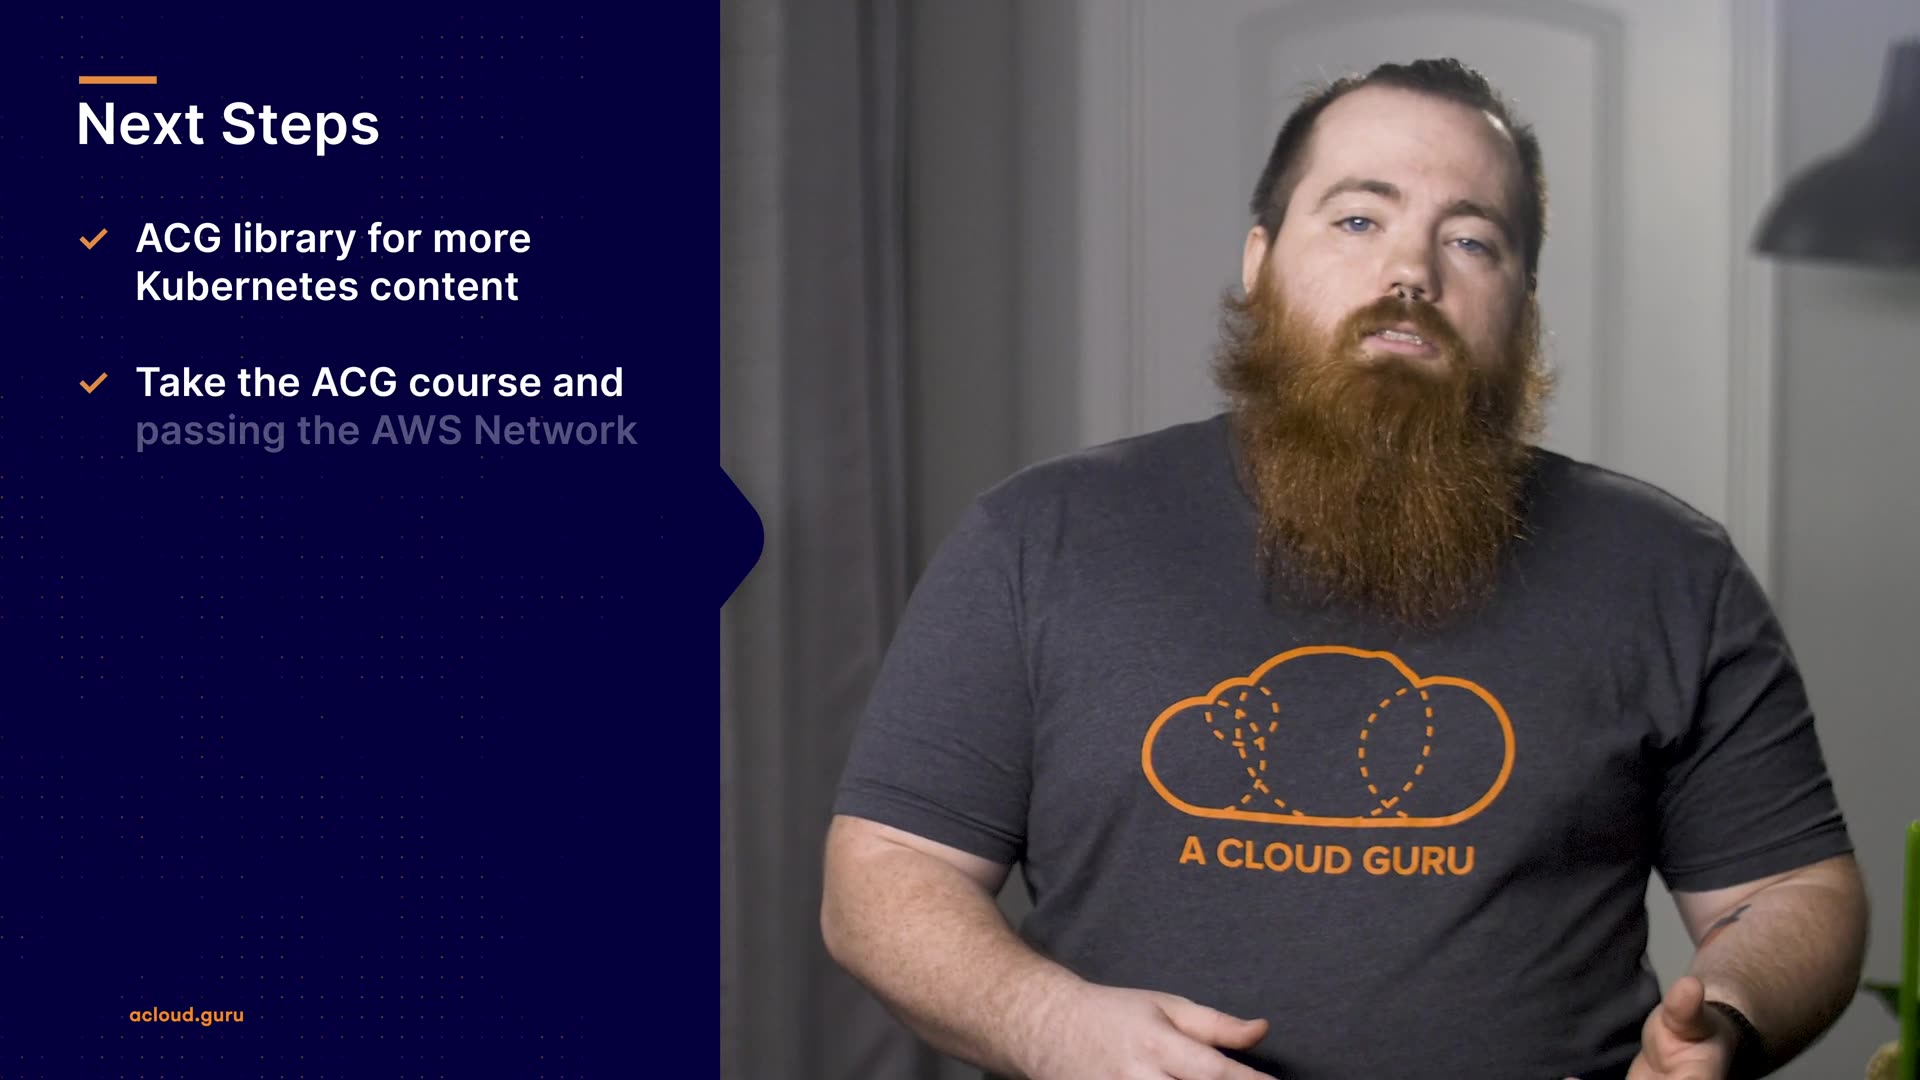 Next Steps
ACG library for more
Kubernetes content
Take the ACG course and
passing the AWS Network
acloud.guru
A CLOUD GURU